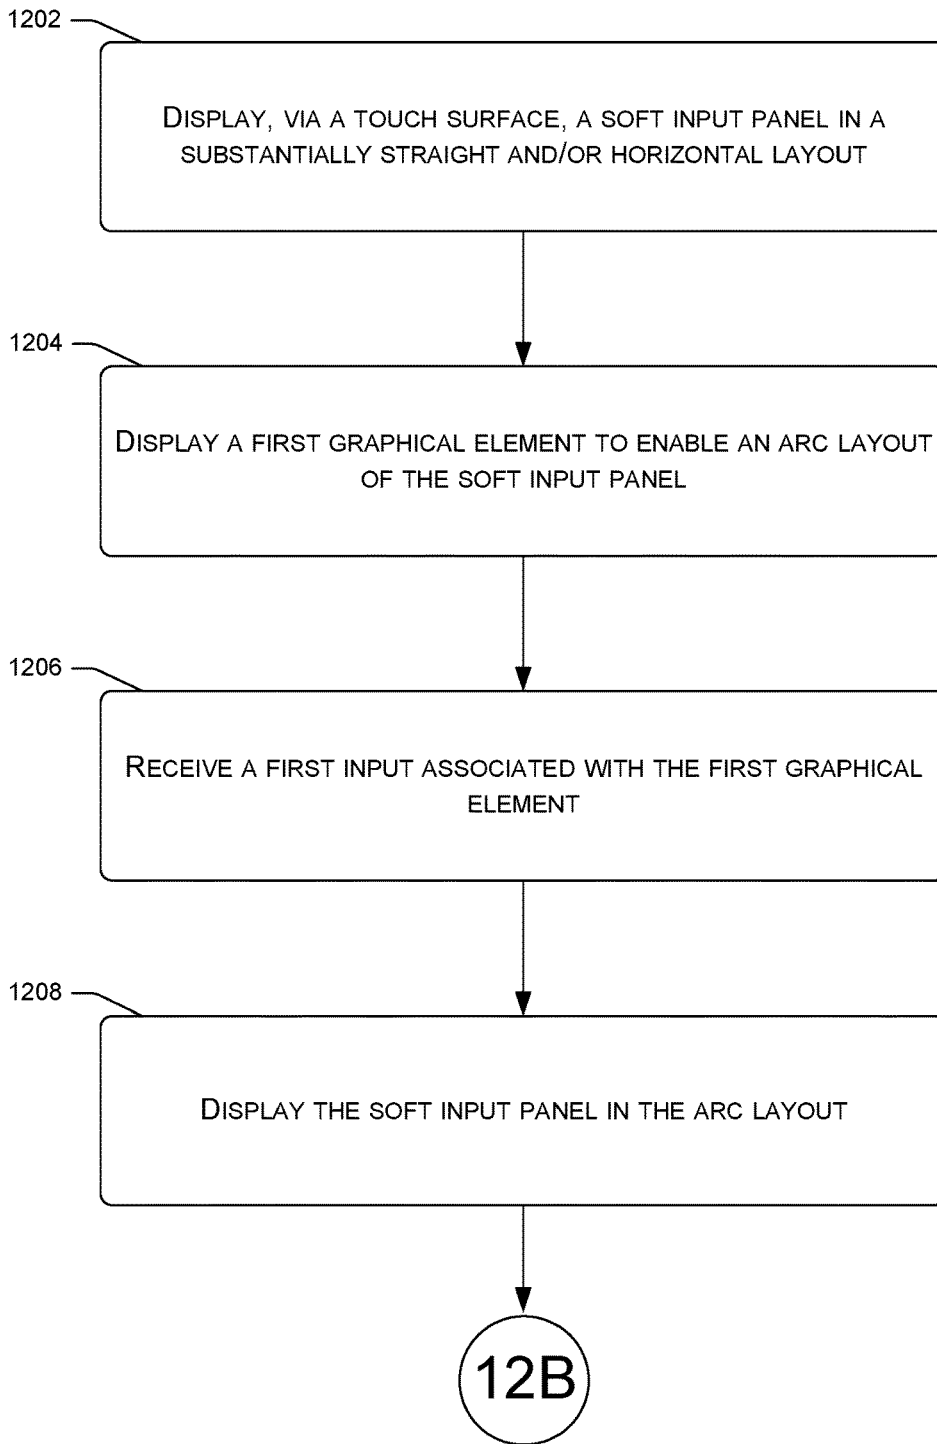 1202
DISPLAY, VIA A TOUCH SURFACE, A SOFT INPUT PANEL IN A
SUBSTANTIALLY STRAIGHT AND/OR HORIZONTAL LAYOUT
1204
DISPLAY A FIRST GRAPHICAL ELEMENT TO ENABLE AN ARC LAYOUT
OF THE SOFT INPUT PANEL
1206
RECEIVE A FIRST INPUT ASSOCIATED WITH THE FIRST GRAPHICAL
ELEMENT
1208
DISPLAY THE SOFT INPUT PANEL IN THE ARC LAYOUT
12B